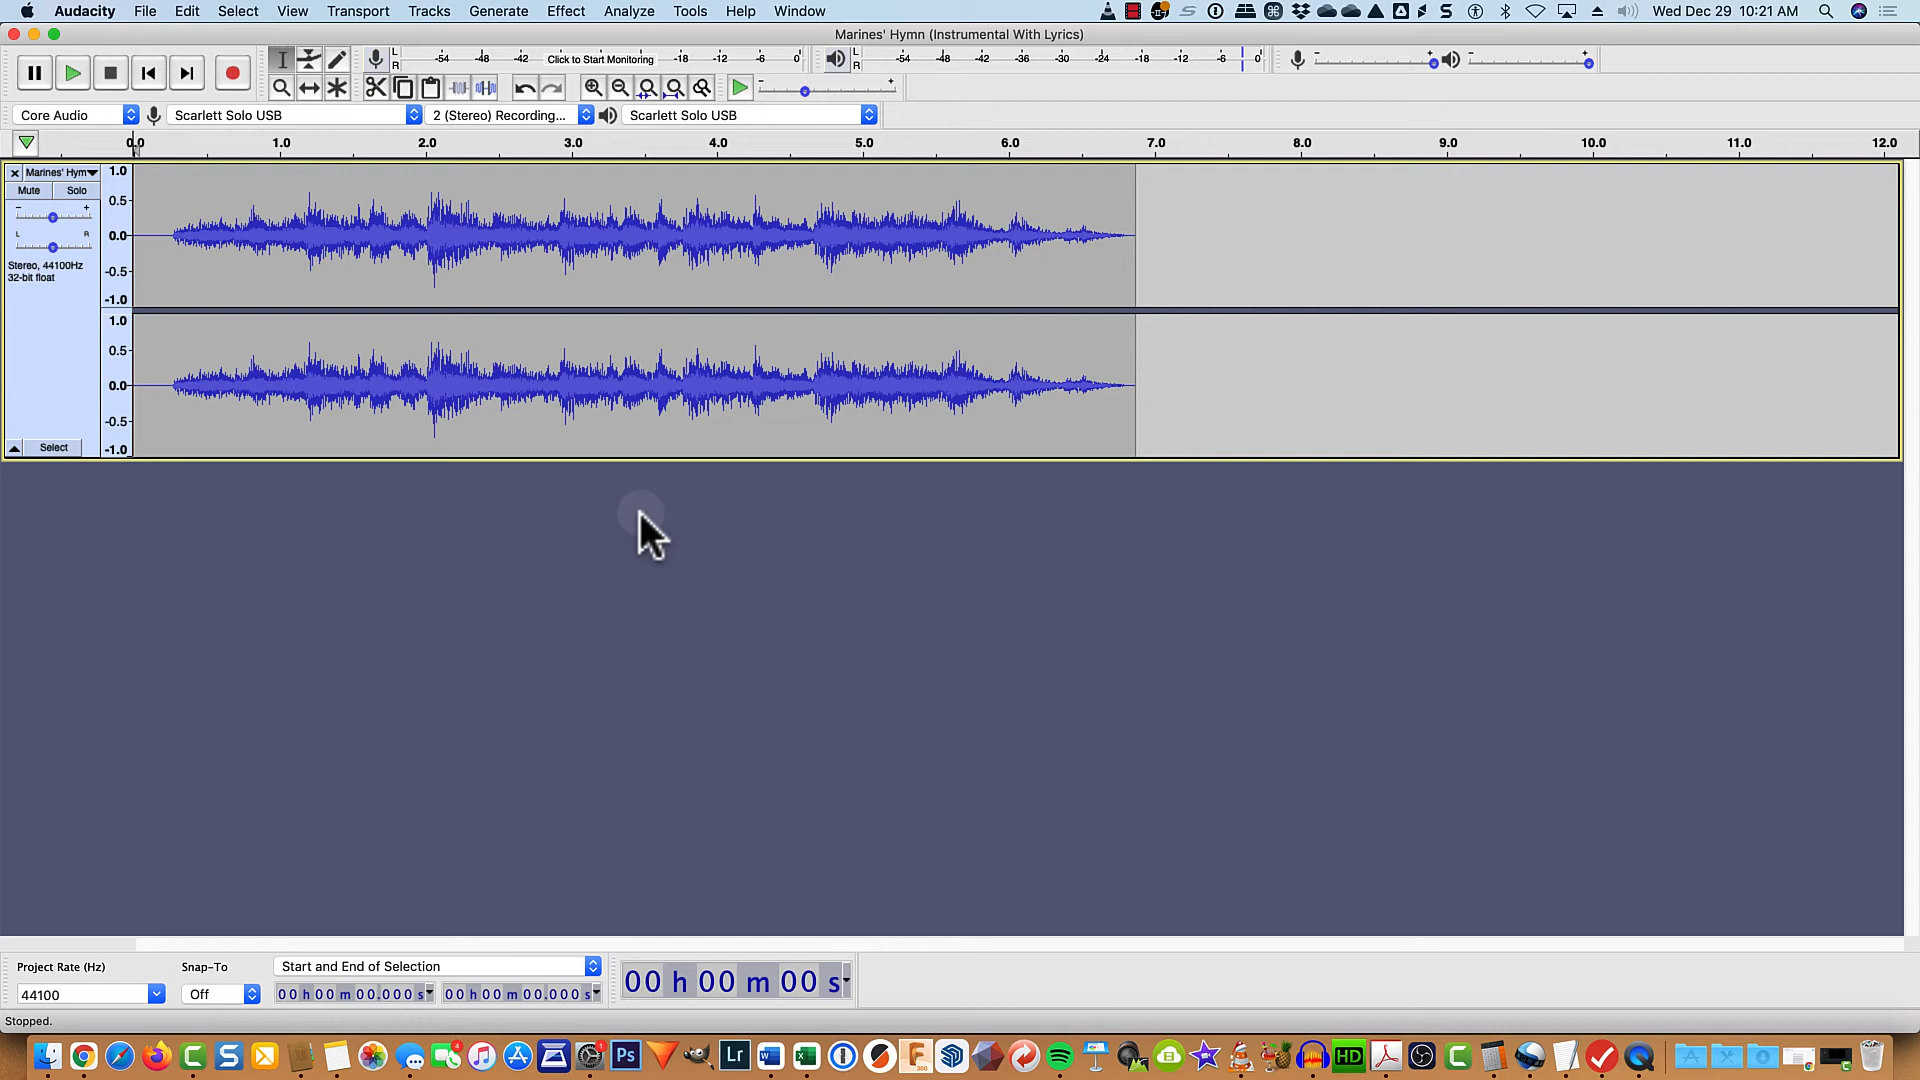 Audacity File Edit Select View Transport Tracks Generate Effect Analyze Tools Help Window Wed Dec 29 10:21 AM
Marines' Hymn (Instrumental With Lyrics)
L R -54 -48 -42 Click to Start Monitoring -18 -12 -6 0 L R -54 -48 -42 -36 -30 -24 -18 -12 -6 0 - + - +
- +
Core Audio Scarlett Solo USB 2 (Stereo) Recording... Scarlett Solo USB
0.0 1.0 2.0 3.0 4.0 5.0 6.0 7.0 8.0 9.0 10.0 11.0 12.0
Marines' Hym 1.0
Mute Solo
- + 0.5
L R 0.0
Stereo, 44100Hz
32-bit float -0.5
-1.0
1.0
0.5
0.0
-0.5
Select -1.0
Project Rate (Hz) Snap-To Start and End of Selection
44100 Off 00 h 00 m 00.000 s 00 h 00 m 00.000 s 00 h 00 m 00 s
Stopped.
4 1 Ps Lr W X F 360 HD